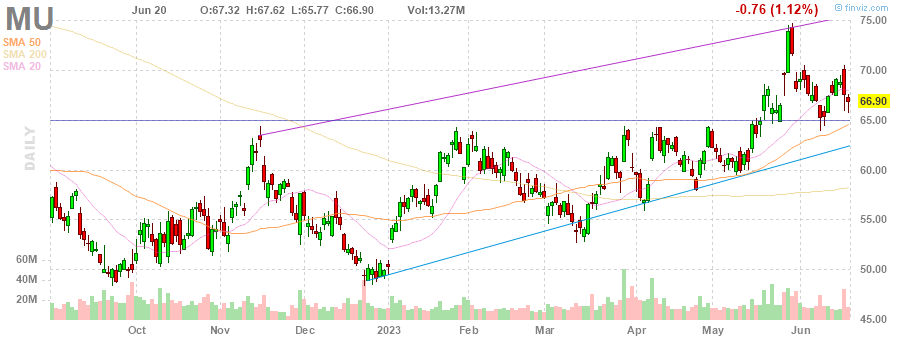 MU Jun 20 O:67.32 H:67.62 L:65.77 C:66.90 Vol:13.27M -0.76 (1.12%) © finviz.com
SMA 50
SMA 200
SMA 20
DAILY
75.00
70.00
66.90
65.00
60.00
55.00
50.00
45.00
60M
40M
20M
Oct Nov Dec 2023 Feb Mar Apr May Jun